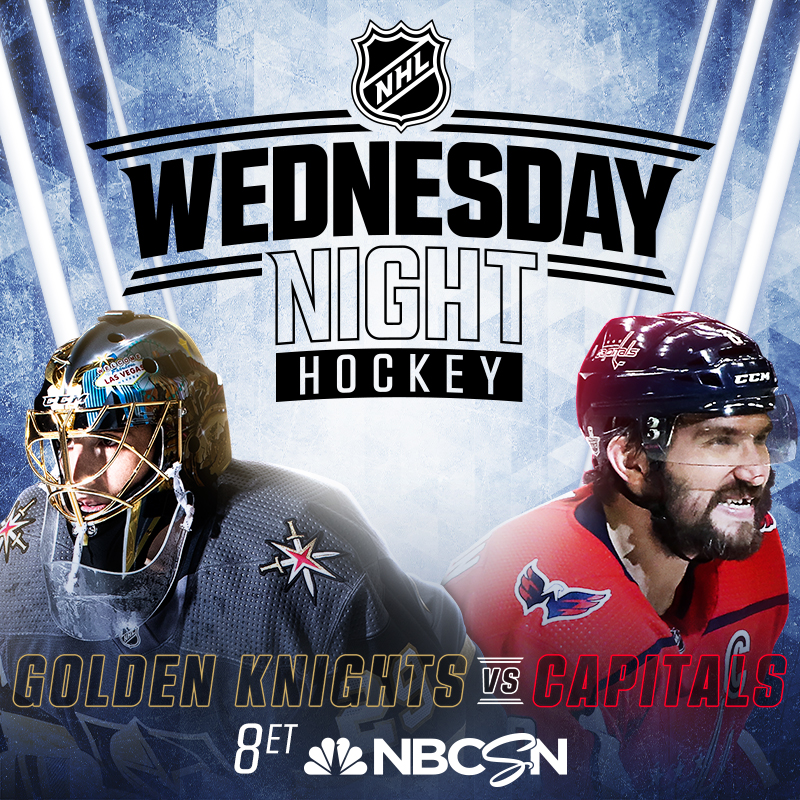 NHL
WEDNESDAY
NIGHT
HOCKEY
LAS VEGAS
CCM
Capitals
CCM
C
GOLDEN KNIGHTS VS CAPITALS
8ET NBCSN